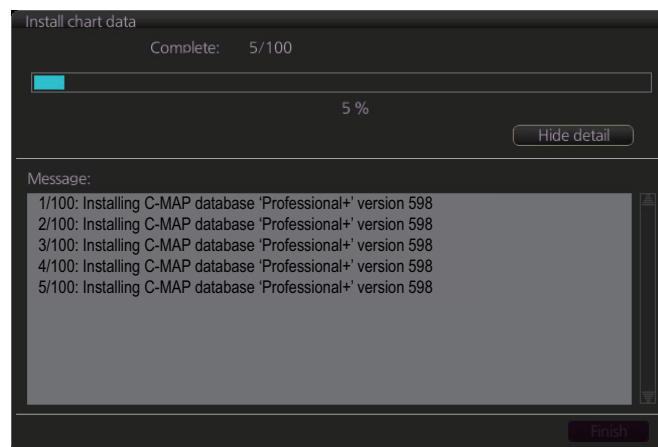 Install chart data
Complete: 5/100
5 %
Hide detail
Message:
1/100: Installing C-MAP database ‘Professional+’ version 598
2/100: Installing C-MAP database ‘Professional+’ version 598
3/100: Installing C-MAP database ‘Professional+’ version 598
4/100: Installing C-MAP database ‘Professional+’ version 598
5/100: Installing C-MAP database ‘Professional+’ version 598
Finish